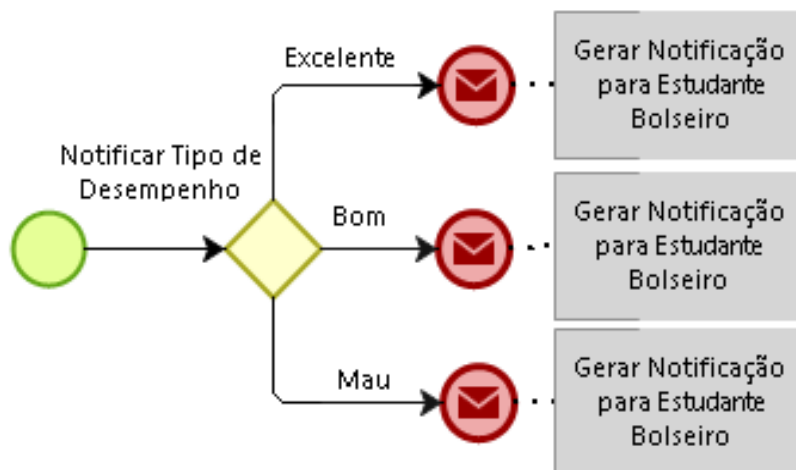 Excelente
Gerar Notificação
para Estudante
Bolseiro
Notificar Tipo de
Desempenho
Bom
Gerar Notificação
para Estudante
Bolseiro
Mau
Gerar Notificação
para Estudante
Bolseiro